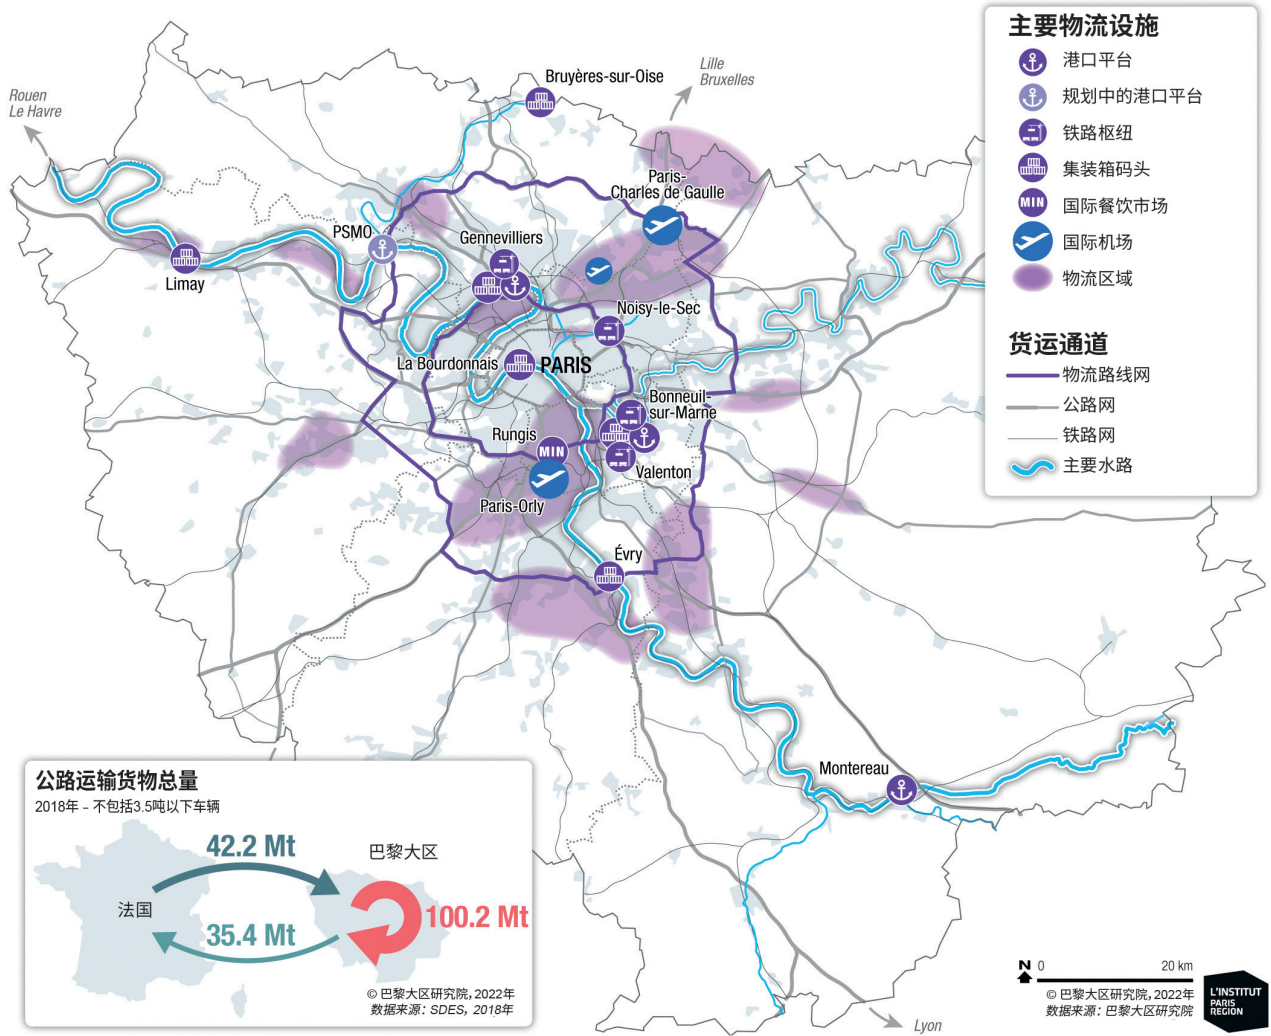 Rouen
Le Havre
Bruyères-sur-Oise
Lille
Bruxelles
Paris-
Charles de Gaulle
PSMO
Gennevilliers
Limay
Noisy-le-Sec
La Bourdonnais
PARIS
Bonneuil-
sur-Marne
Rungis
MIN
Valenton
Paris-Orly
Évry
Montereau
Lyon
主要物流设施
港口平台
规划中的港口平台
铁路枢纽
集装箱码头
MIN
国际餐饮市场
国际机场
物流区域
货运通道
物流路线网
公路网
铁路网
主要水路
公路运输货物总量
2018年 – 不包括3.5吨以下车辆
42.2 Mt
巴黎大区
法国
100.2 Mt
35.4 Mt
© 巴黎大区研究院, 2022年
数据来源: SDES, 2018年
N
0
20 km
© 巴黎大区研究院, 2022年
数据来源: 巴黎大区研究院
L'INSTITUT
PARIS
REGION